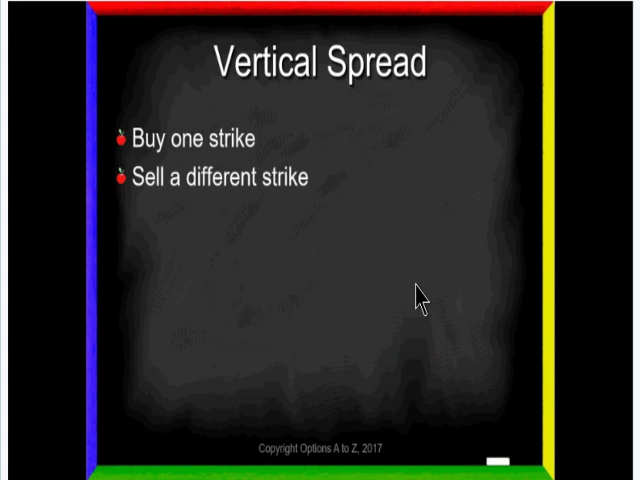 Vertical Spread
Buy one strike
Sell a different strike
Copyright Options A to Z, 2017